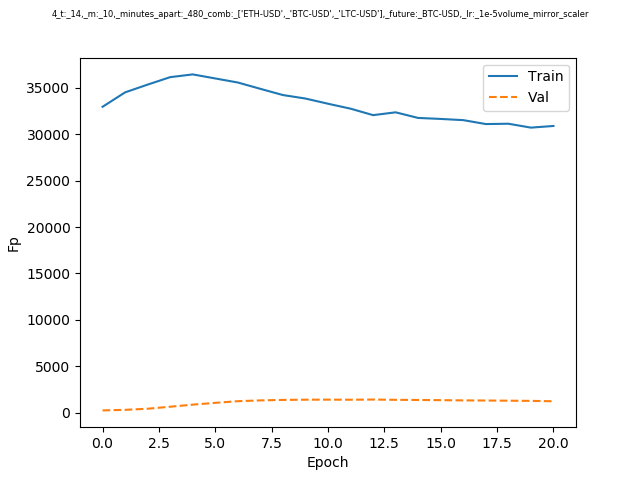 4_t:_14,_m:_10,_minutes_apart:_480_comb:_['ETH-USD',_'BTC-USD',_'LTC-USD'],_future:_BTC-USD,_lr:_1e-5volume_mirror_scaler
Train
Val
35000
30000
25000
20000
15000
10000
5000
0
Fp
0.0 2.5 5.0 7.5 10.0 12.5 15.0 17.5 20.0
Epoch